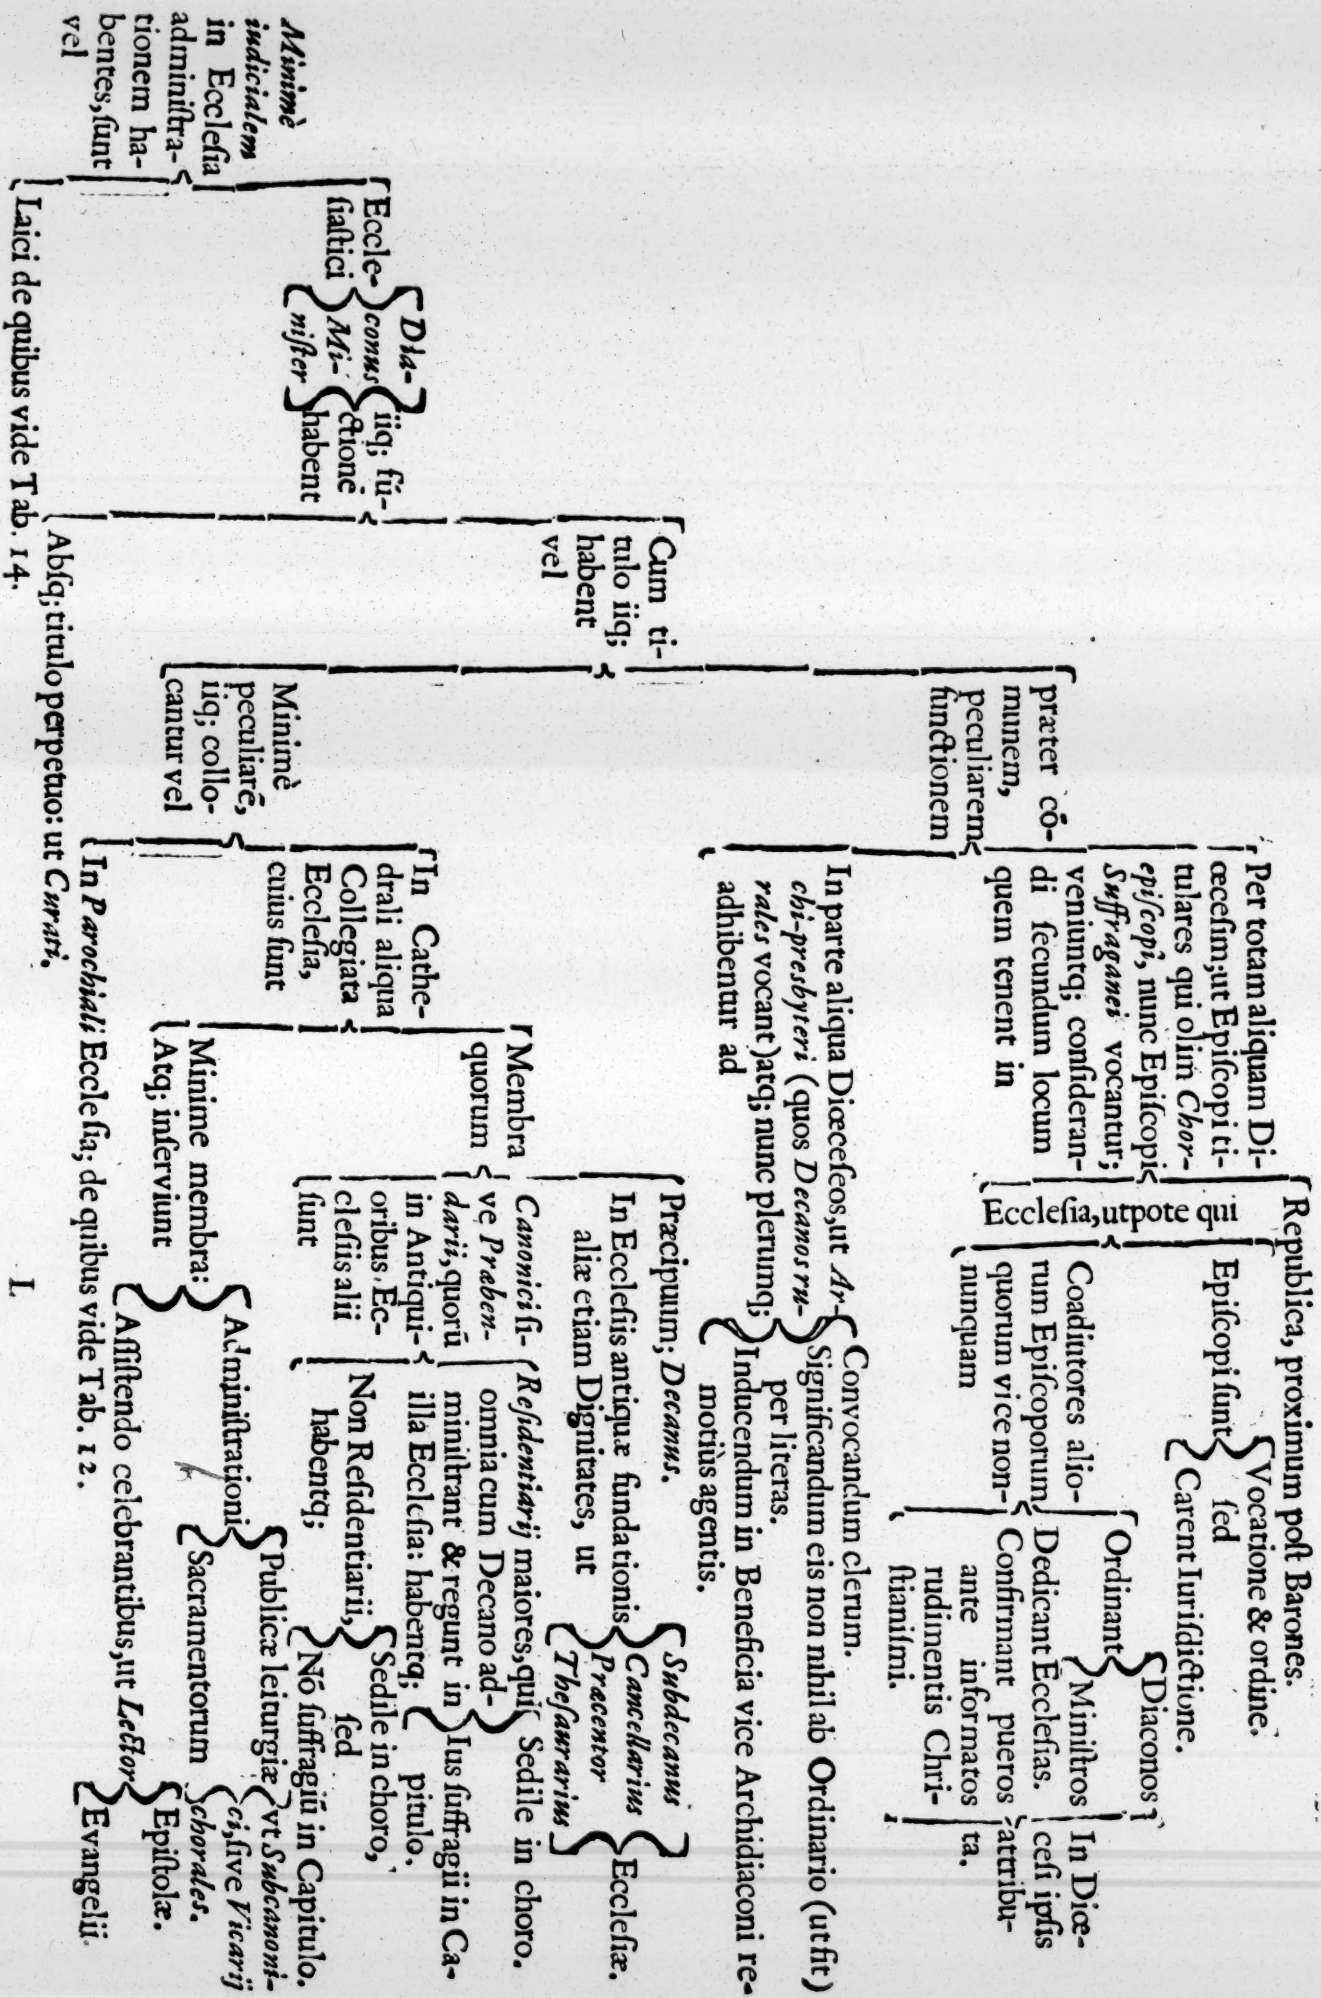 Minimè
iudicialem
in Eccleſia
adminiſtra-
tionem ha-
bentes, ſunt
vel
Eccle-
ſiaſtici
Dia-
conus
Mi-
niſter
iiq; fū-
ctionē
habent
Cum ti-
tulo iiq;
habent
vel
præter cō-
munem,
peculiarem
functionem
Per totam aliquam Di-
œceſim; ut Epiſcopi ti-
tulares qui olim Chor-
epiſcopi, nunc Epiſcopi
Suffraganei vocantur;
veniuntq; conſideran-
di ſecundum locum
quem tenent in
Republica, proximum poſt Barones.
Eccleſia, utpote qui
Epiſcopi ſunt
ſed
Vocatione & ordine.
Carent Iuriſdictione.
Coadiutores alio-
rum Epiſcoporum
quorum vice non-
nunquam
Ordinant
Diaconos
Miniſtros
Dedicant Eccleſias.
Confirmant pueros
ante informatos
rudimentis Chri-
ſtianiſmi.
In Diœ-
ceſi ipſis
attribu-
ta.
In parte aliqua Diœceſeos, ut Ar-
chi-presbyteri (quos Decanos ru-
rales vocant) atq; nunc plerumq;
adhibentur ad
Convocandum clerum.
Significandum eis non nihil ab Ordinario (ut fit)
per literas.
Inducendum in Beneficia vice Archidiaconi re-
motiùs agentis.
Minimè
peculiarē,
iiq; collo-
cantur vel
In Cathe-
drali aliqua
Collegiata
Eccleſia,
cuius ſunt
Membra
quorum
Præcipuum; Decanus.
In Eccleſiis antiquæ fundationis
aliæ etiam Dignitates, ut
Subdecanus
Cancellarius
Præcentor
Theſaurarius
Eccleſiæ.
Canonici ſi-
ve Præben-
darii, quorū
in Antiqui-
oribus Ec-
cleſiis alii
ſunt
Reſidentiarij maiores, qui
omnia cum Decano ad-
miniſtrant & regunt in
illa Eccleſia: habentq;
Sedile in choro.
Ius ſuffragii in Ca-
pitulo.
Non Reſidentiarii,
habentq;
Sedile in choro,
ſed
Nō ſuffragiū in Capitulo.
Minime membra:
Atq; inſerviunt
Adminiſtrationi
Publicæ leiturgiæ
Sacramentorum
vt Subcanoni-
ci, ſive Vicarij
chorales.
Aſſiſtendo celebrantibus, ut Lector
Epiſtolæ.
Evangelii.
In Parochiali Eccleſia; de quibus vide Tab. 12.
Abſq; titulo perpetuo: ut Curati.
Laici de quibus vide Tab. 14.